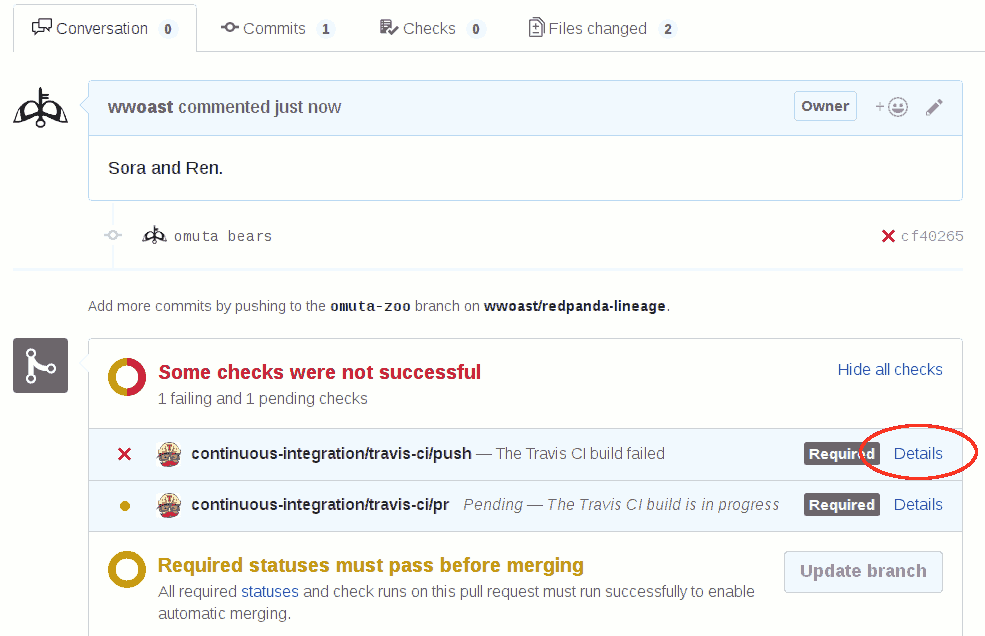 Conversation 0 Commits 1 Checks 0 Files changed 2
wwoast commented just now Owner
Sora and Ren.
omuta bears cf40265
Add more commits by pushing to the omuta-zoo branch on wwoast/redpanda-lineage.
Some checks were not successful Hide all checks
1 failing and 1 pending checks
continuous-integration/travis-ci/push — The Travis CI build failed Required Details
continuous-integration/travis-ci/pr Pending — The Travis CI build is in progress Required Details
Required statuses must pass before merging Update branch
All required statuses and check runs on this pull request must run successfully to enable
automatic merging.